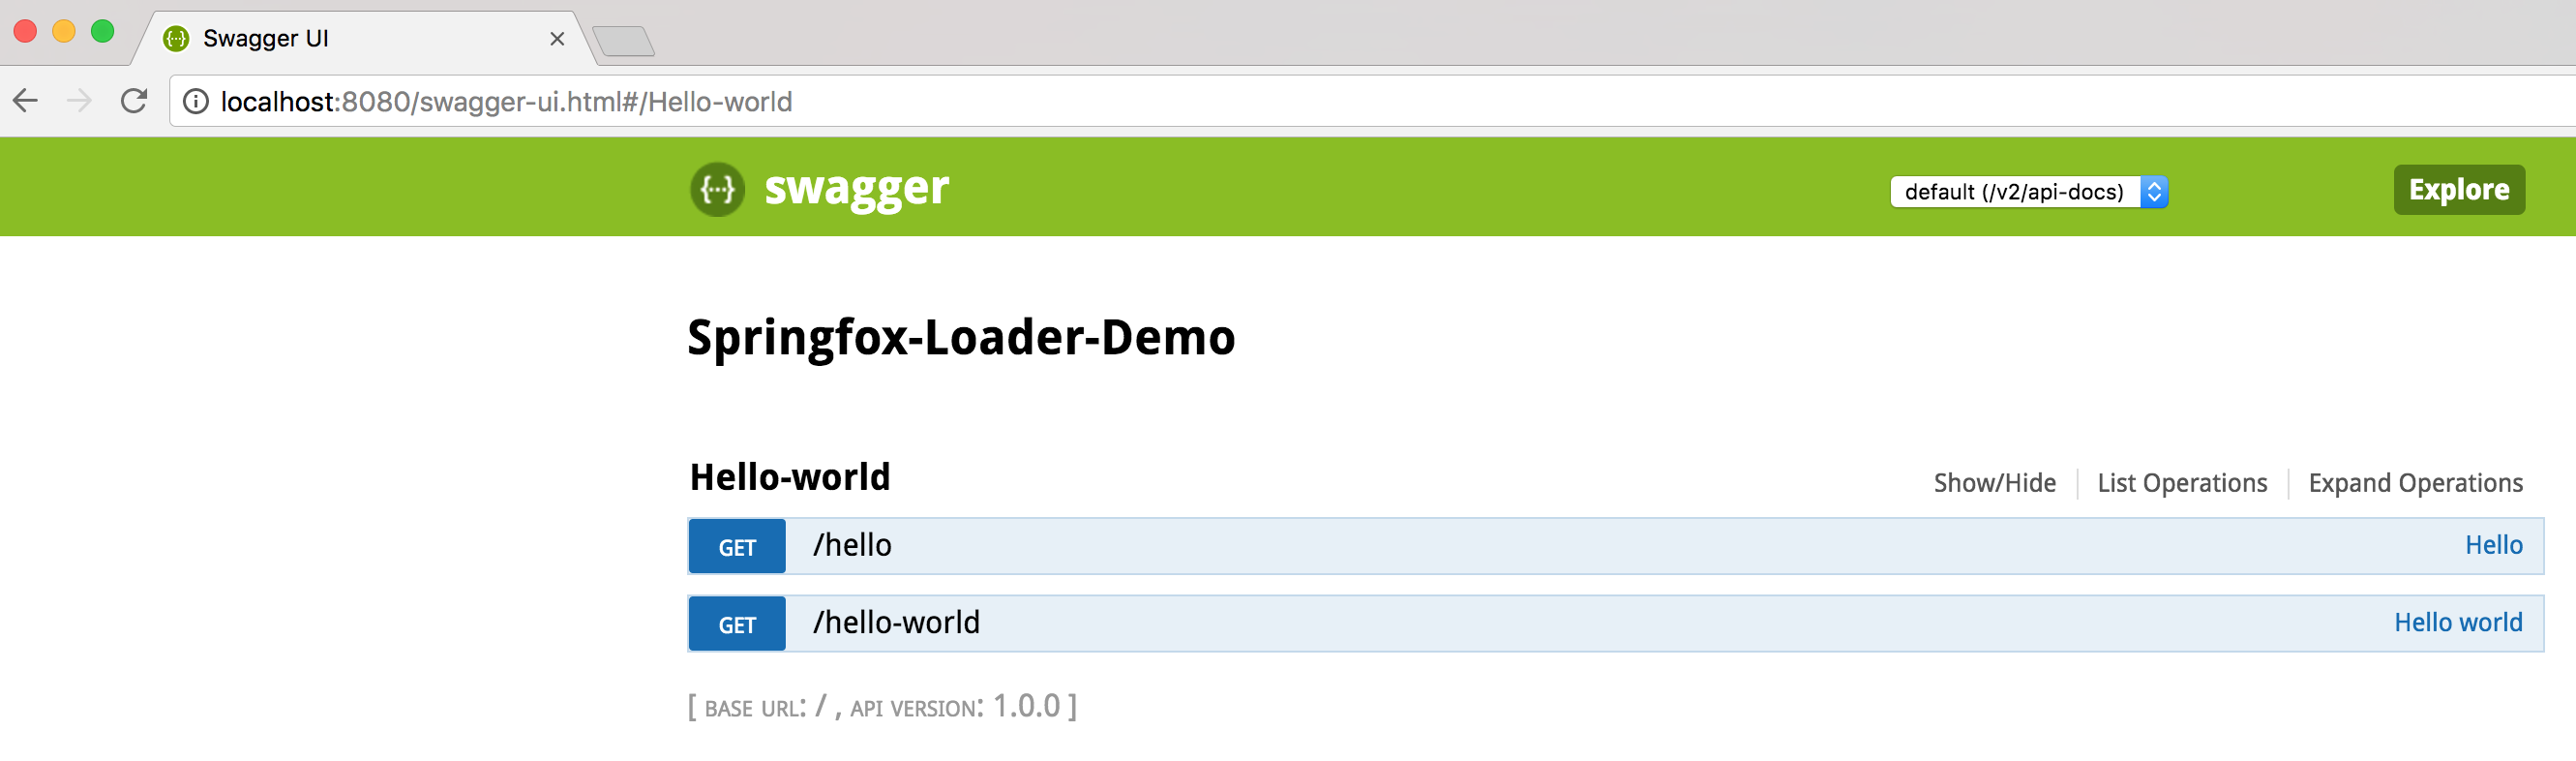 Swagger UI
localhost:8080/swagger-ui.html#/Hello-world
{···} swagger default (/v2/api-docs) Explore
Springfox-Loader-Demo
Hello-world Show/Hide List Operations Expand Operations
GET /hello Hello
GET /hello-world Hello world
[ BASE URL: / , API VERSION: 1.0.0 ]